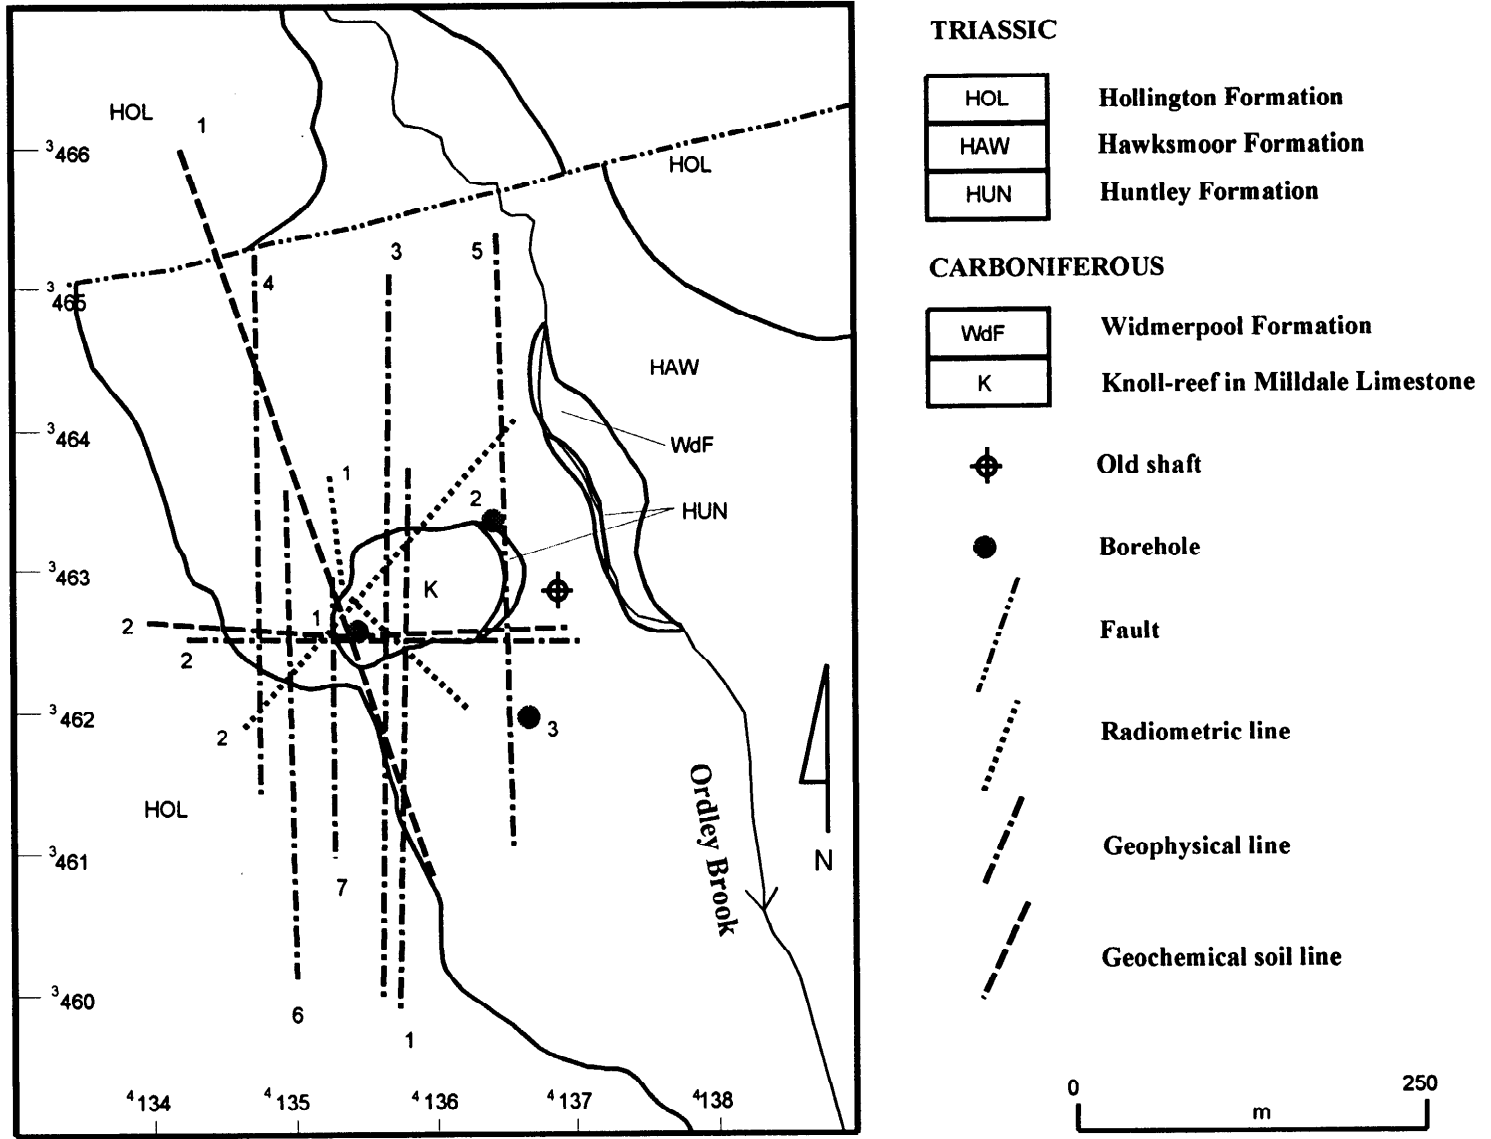 HOL
1
3466
HOL
3
5
4
3465
HAW
3464
WdF
1
2
HUN
3463
K
1
2
2
2
3462
3
HOL
Ordley Brook
N
3461
7
3460
6
1
4134
4135
4136
4137
4138
TRIASSIC
HOL Hollington Formation
HAW Hawksmoor Formation
HUN Huntley Formation
CARBONIFEROUS
WdF Widmerpool Formation
K Knoll-reef in Milldale Limestone
Old shaft
Borehole
Fault
Radiometric line
Geophysical line
Geochemical soil line
0 250
m